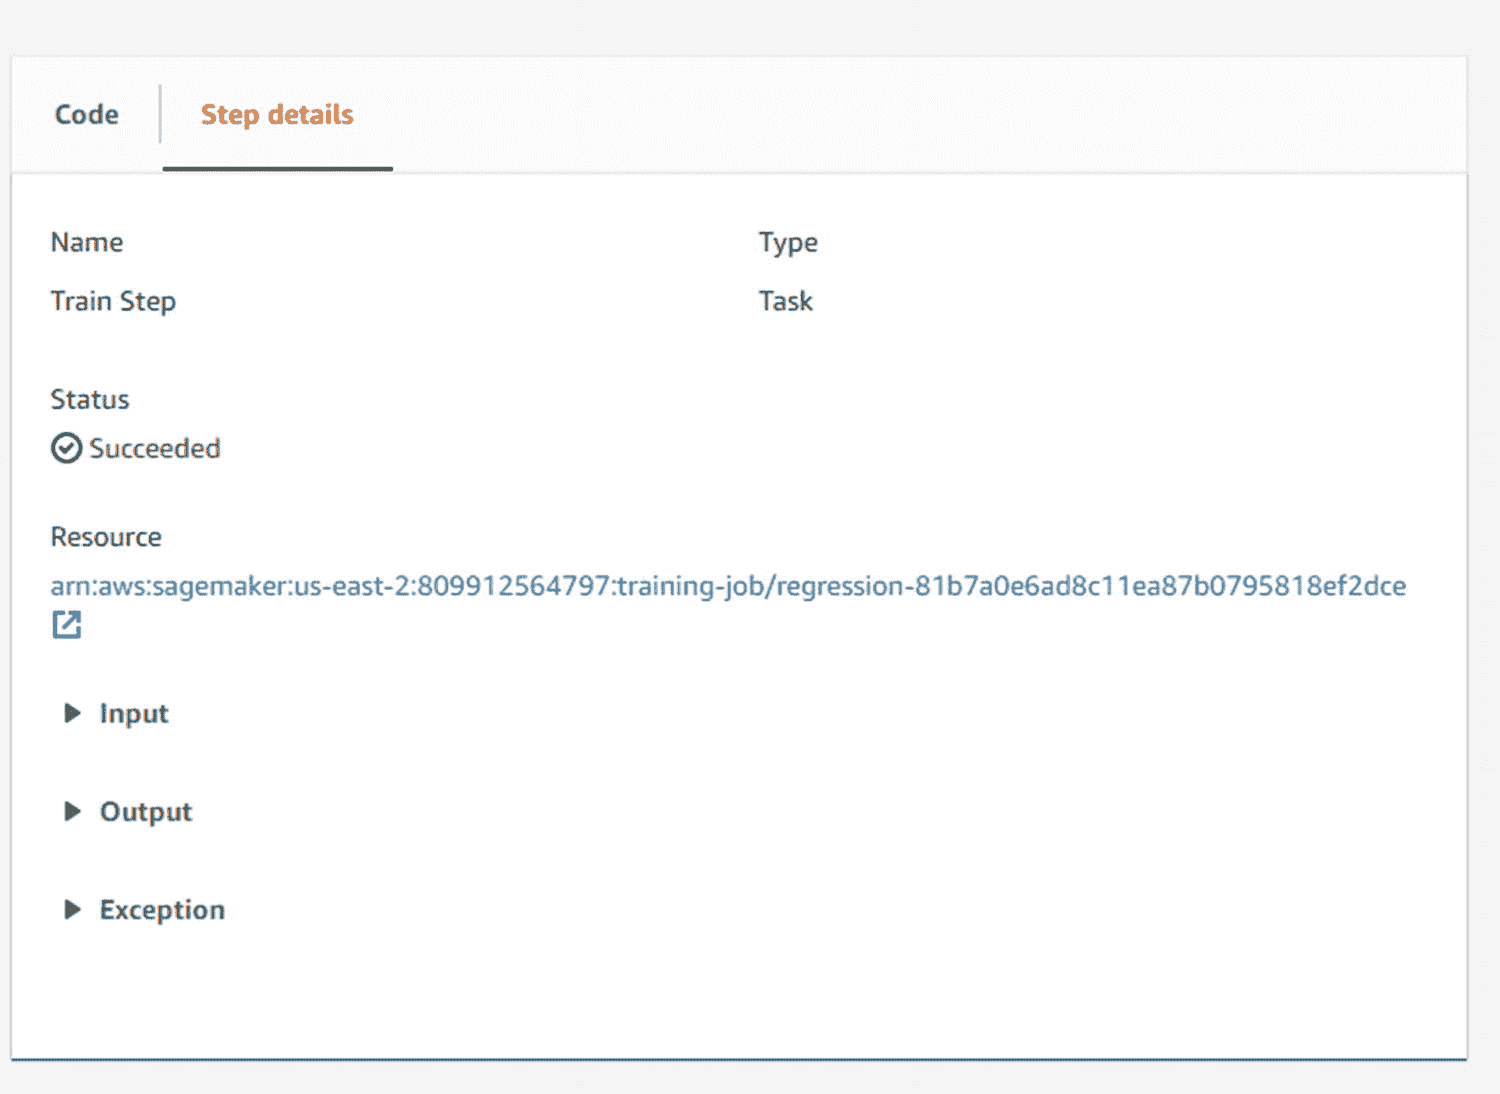 Code
Step details
Name
Type
Train Step
Task
Status
Succeeded
Resource
arn:aws:sagemaker:us-east-2:809912564797:training-job/regression-81b7a0e6ad8c11ea87b0795818ef2dce
Input
Output
Exception